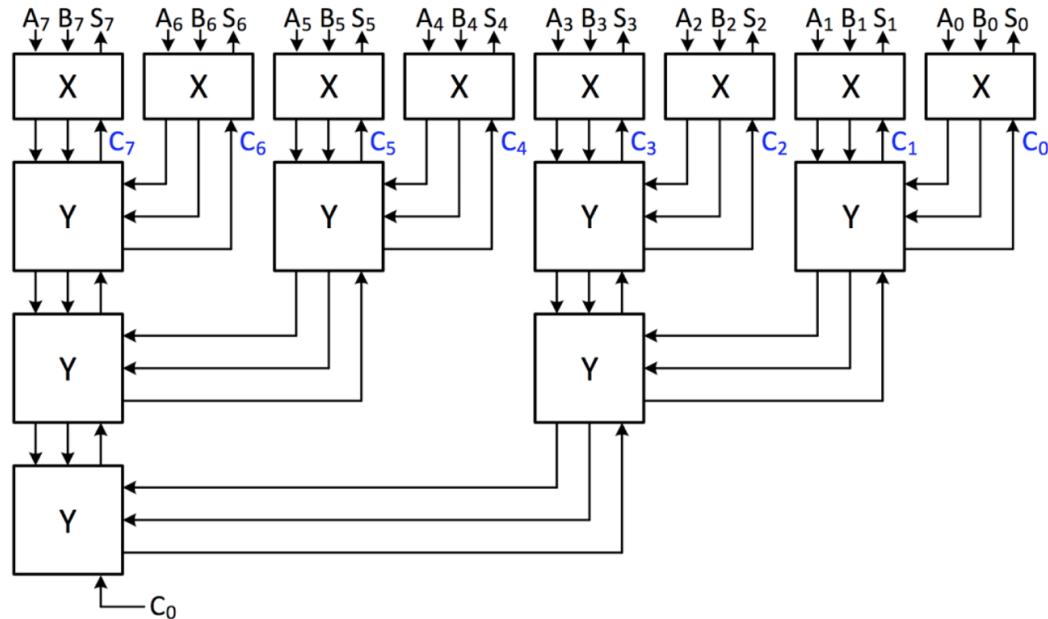 A7 B7 S7 A6 B6 S6 A5 B5 S5 A4 B4 S4 A3 B3 S3 A2 B2 S2 A1 B1 S1 A0 B0 S0
X X X X X X X X
C7 C6 C5 C4 C3 C2 C1 C0
Y Y Y Y
Y Y
Y
C0